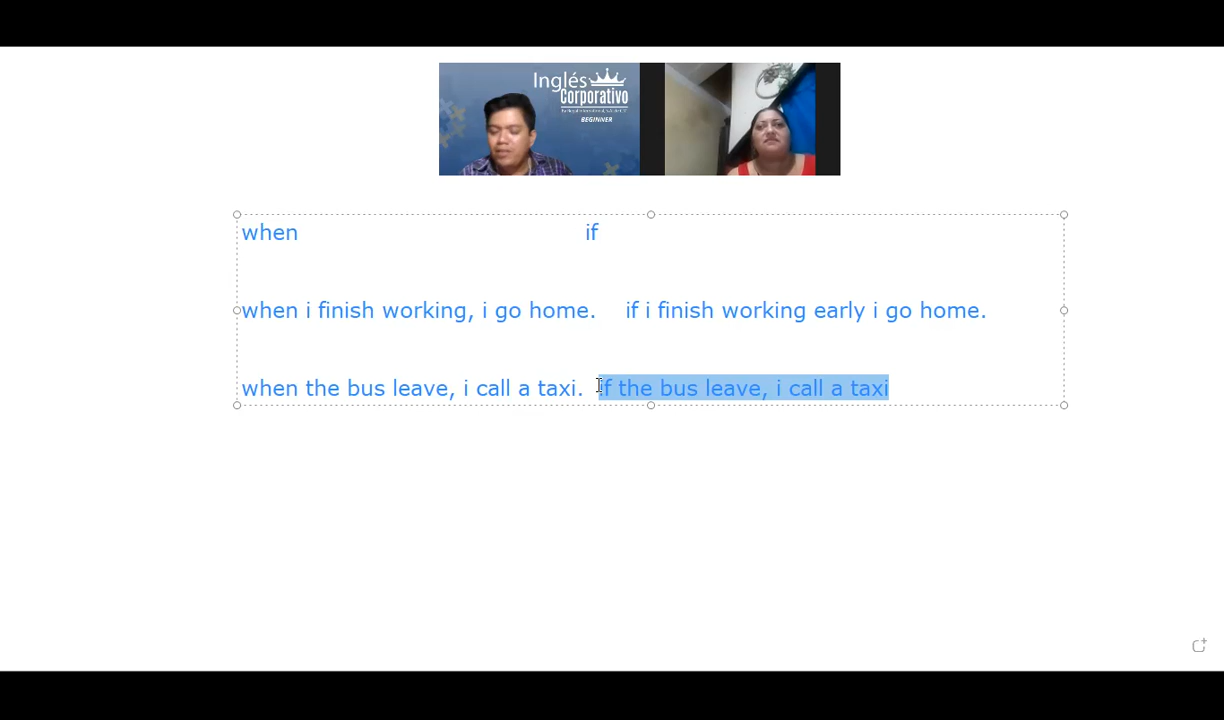 Inglés
Corporativo
BEGINNER
when if
when i finish working, i go home. if i finish working early i go home.
when the bus leave, i call a taxi. if the bus leave, i call a taxi